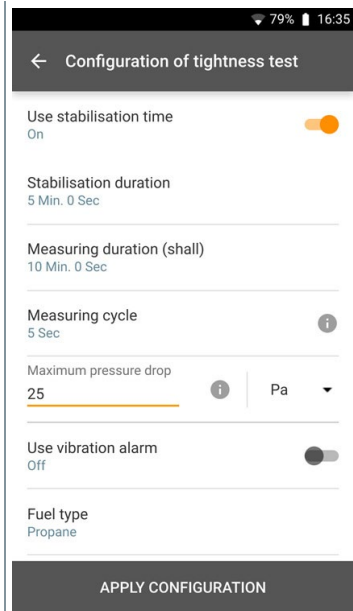 79% 16:35
Configuration of tightness test
Use stabilisation time
On
Stabilisation duration
5 Min. 0 Sec
Measuring duration (shall)
10 Min. 0 Sec
Measuring cycle
5 Sec
Maximum pressure drop
25 Pa
Use vibration alarm
Off
Fuel type
Propane
APPLY CONFIGURATION